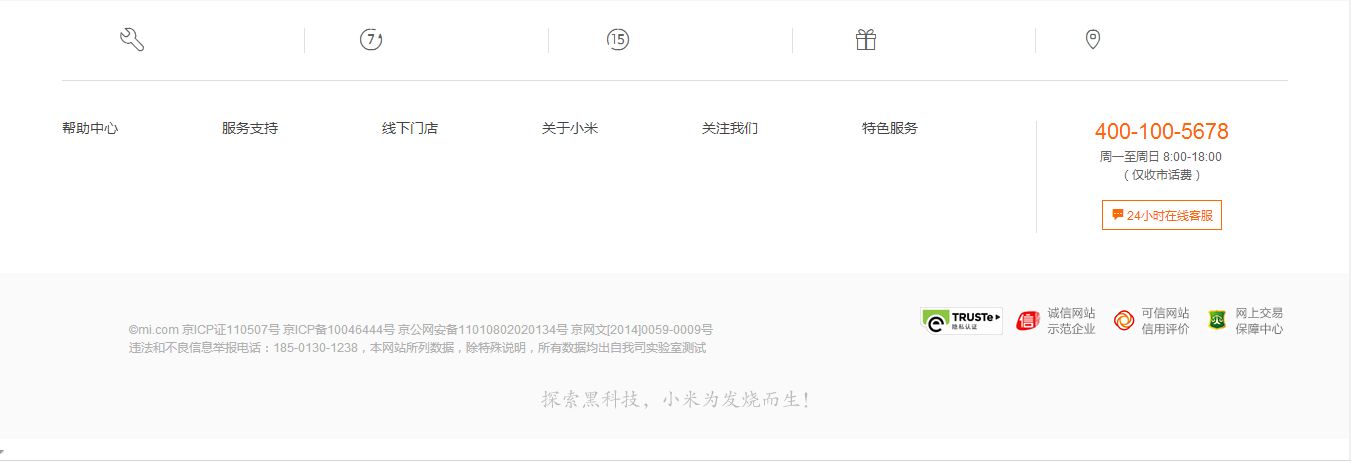 7
15
帮助中心
服务支持
线下门店
关于小米
关注我们
特色服务
400-100-5678
周一至周日 8:00-18:00
（仅收市话费）
24小时在线客服
©mi.com 京ICP证110507号 京ICP备10046444号 京公网安备11010802020134号 京网文[2014]0059-0009号
违法和不良信息举报电话：185-0130-1238，本网站所列数据，除特殊说明，所有数据均出自我司实验室测试
TRUSTe
隐私认证
信
诚信网站
示范企业
可信网站
信用评价
网上交易
保障中心
探索黑科技，小米为发烧而生！